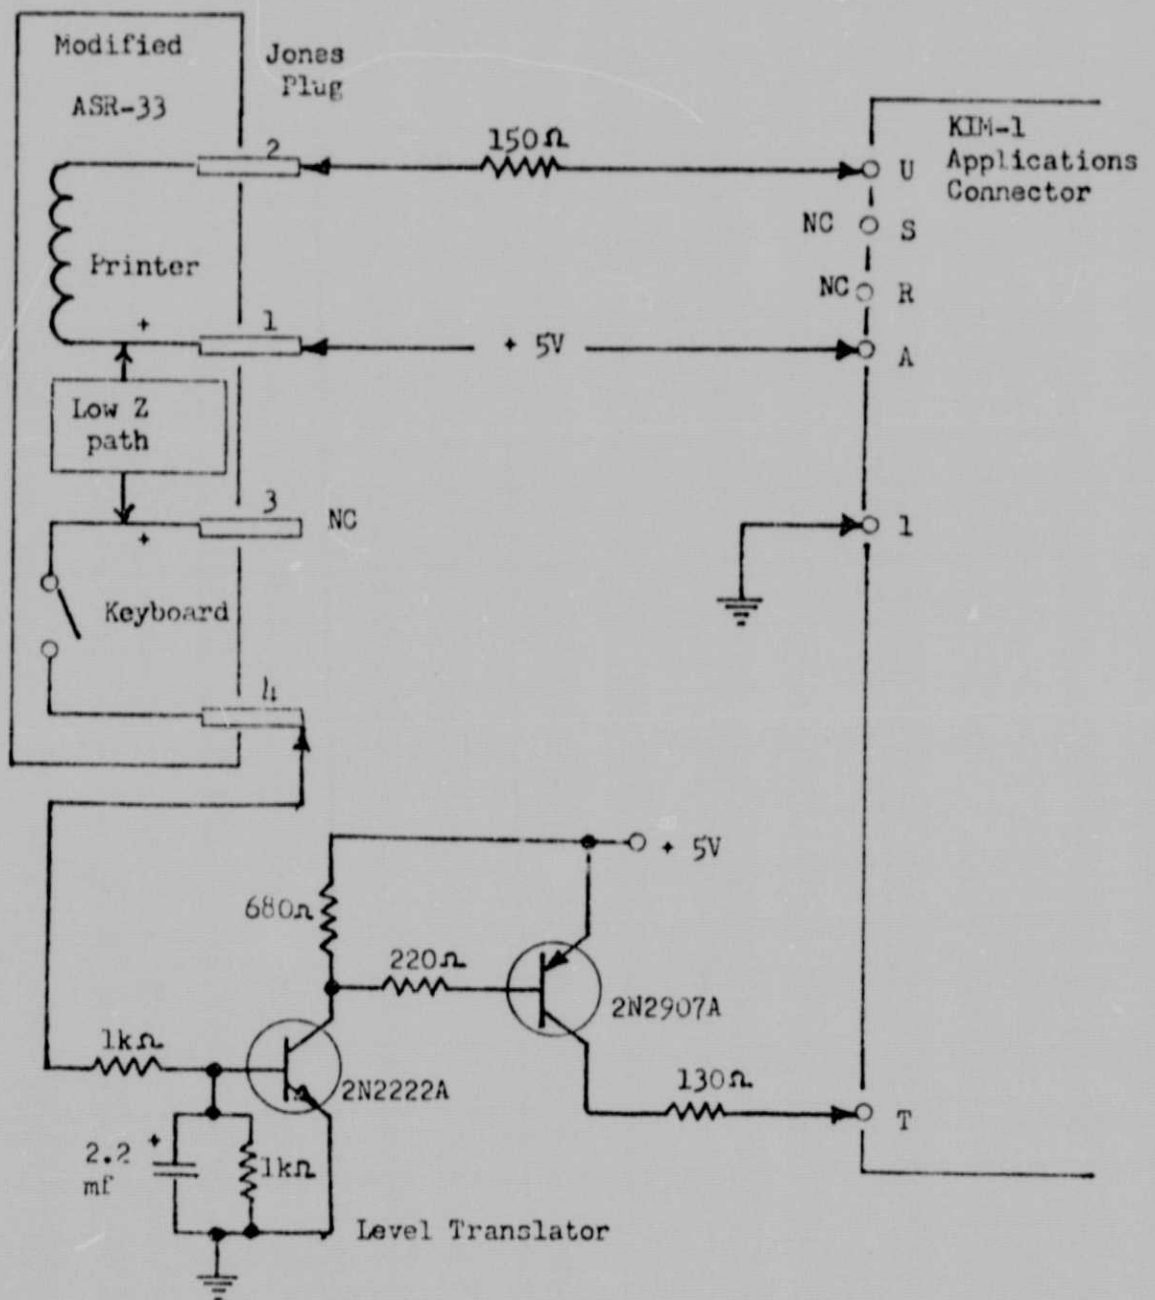 Modified
ASR-33
Jones
Plug
KIM-1
Applications
Connector
2
150Ω
U
NC
S
Printer
NC
R
+
1
+ 5V
A
Low Z
path
3
NC
1
+
Keyboard
4
+ 5V
680Ω
220Ω
2N2907A
1kΩ
2N2222A
130Ω
T
+
2.2
mf
1kΩ
Level Translator